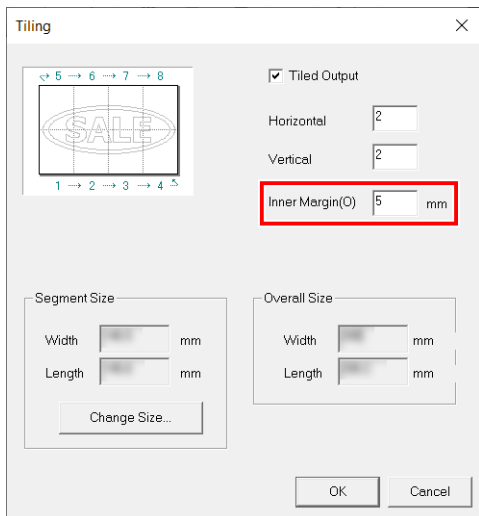 Tiling
5 6 7 8
SALE
1 2 3 4
Tiled Output
Horizontal 2
Vertical 2
Inner Margin(O) 5 mm
Segment Size
Width mm
Length mm
Change Size...
Overall Size
Width mm
Length mm
OK Cancel